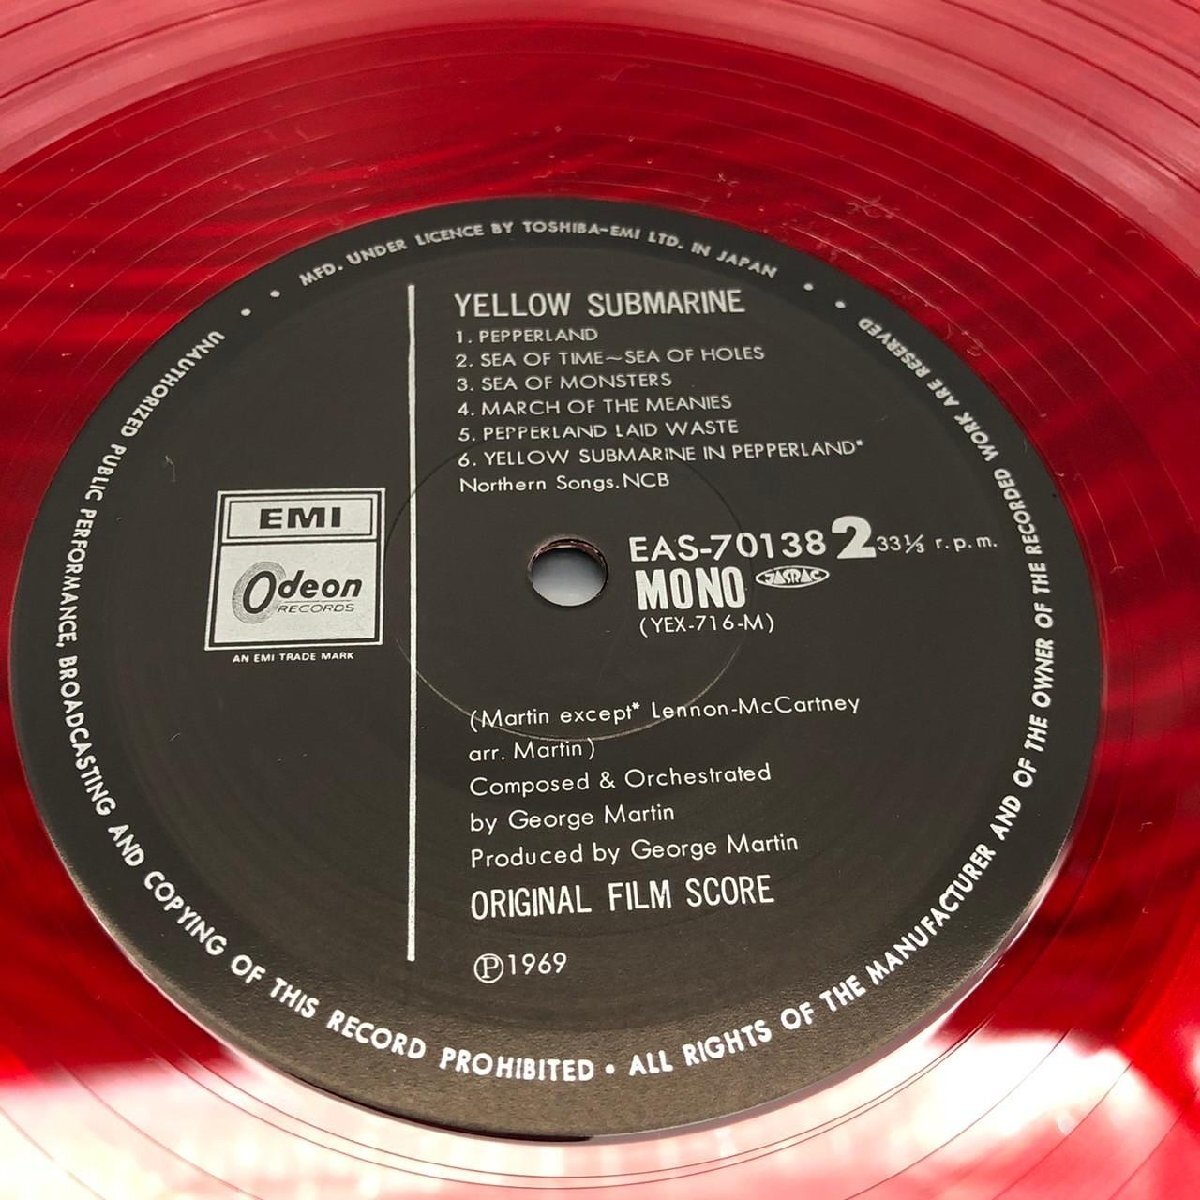 MFD. UNDER LICENCE BY TOSHIBA-EMI LTD. IN JAPAN
YELLOW SUBMARINE
1. PEPPERLAND
2. SEA OF TIME~SEA OF HOLES
3. SEA OF MONSTERS
4. MARCH OF THE MEANIES
5. PEPPERLAND LAID WASTE
6. YELLOW SUBMARINE IN PEPPERLAND*
Northern Songs.NCB
EMI
Odeon
RECORDS
AN EMI TRADE MARK
EAS-70138 2 33⅓ r.p.m.
MONO JASRAC
(YEX-716-M)
(Martin except* Lennon-McCartney
arr. Martin)
Composed & Orchestrated
by George Martin
Produced by George Martin
ORIGINAL FILM SCORE
Ⓟ1969
UNAUTHORIZED PUBLIC PERFORMANCE, BROADCASTING AND COPYING OF THIS RECORD PROHIBITED • ALL RIGHTS OF THE MANUFACTURER AND OF THE OWNER OF THE RECORDED WORK ARE RESERVED